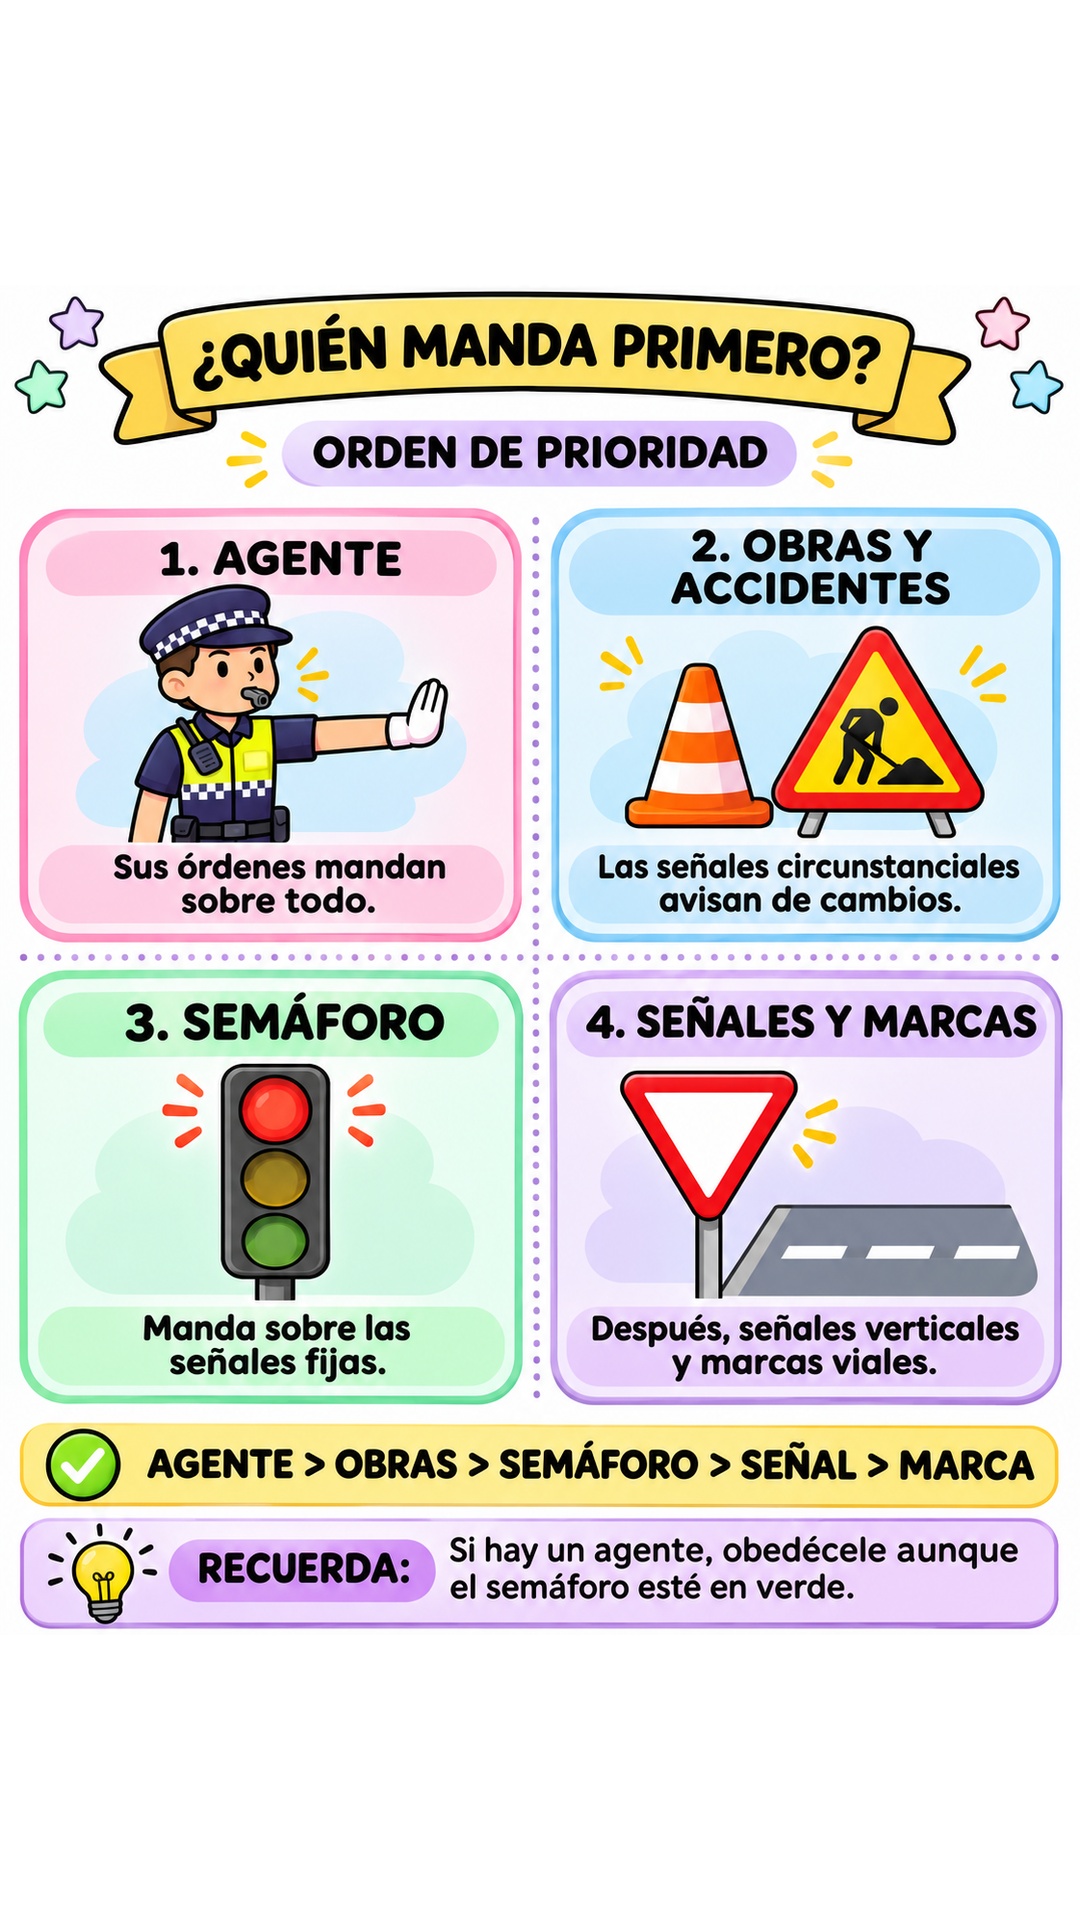 ¿QUIÉN MANDA PRIMERO?
ORDEN DE PRIORIDAD
1. AGENTE
Sus órdenes mandan
sobre todo.
2. OBRAS Y
ACCIDENTES
Las señales circunstanciales
avisan de cambios.
3. SEMÁFORO
Manda sobre las
señales fijas.
4. SEÑALES Y MARCAS
Después, señales verticales
y marcas viales.
AGENTE > OBRAS > SEMÁFORO > SEÑAL > MARCA
RECUERDA:
Si hay un agente, obedécele aunque
el semáforo esté en verde.